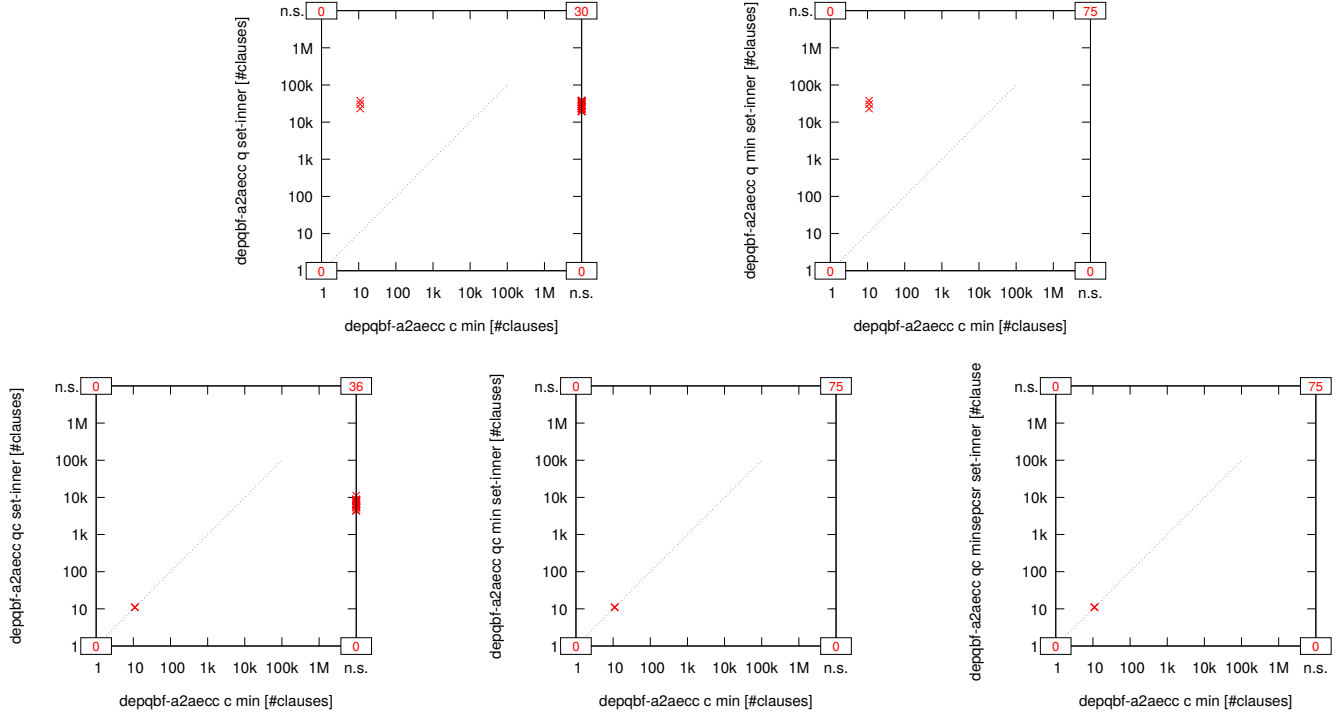 n.s. 0 30
1M
100k
10k
1k
100
10
1 0 0
1 10 100 1k 10k 100k 1M n.s.
depqbf-a2aecc q set-inner [#clauses]
depqbf-a2aecc c min [#clauses]
n.s. 0 75
1M
100k
10k
1k
100
10
1 0 0
1 10 100 1k 10k 100k 1M n.s.
depqbf-a2aecc q min set-inner [#clauses]
depqbf-a2aecc c min [#clauses]
n.s. 0 36
1M
100k
10k
1k
100
10
1 0 0
1 10 100 1k 10k 100k 1M n.s.
depqbf-a2aecc qc set-inner [#clauses]
depqbf-a2aecc c min [#clauses]
n.s. 0 75
1M
100k
10k
1k
100
10
1 0 0
1 10 100 1k 10k 100k 1M n.s.
depqbf-a2aecc qc min set-inner [#clauses]
depqbf-a2aecc c min [#clauses]
n.s. 0 75
1M
100k
10k
1k
100
10
1 0 0
1 10 100 1k 10k 100k 1M n.s.
depqbf-a2aecc qc minsepcsr set-inner [#clause
depqbf-a2aecc c min [#clauses]